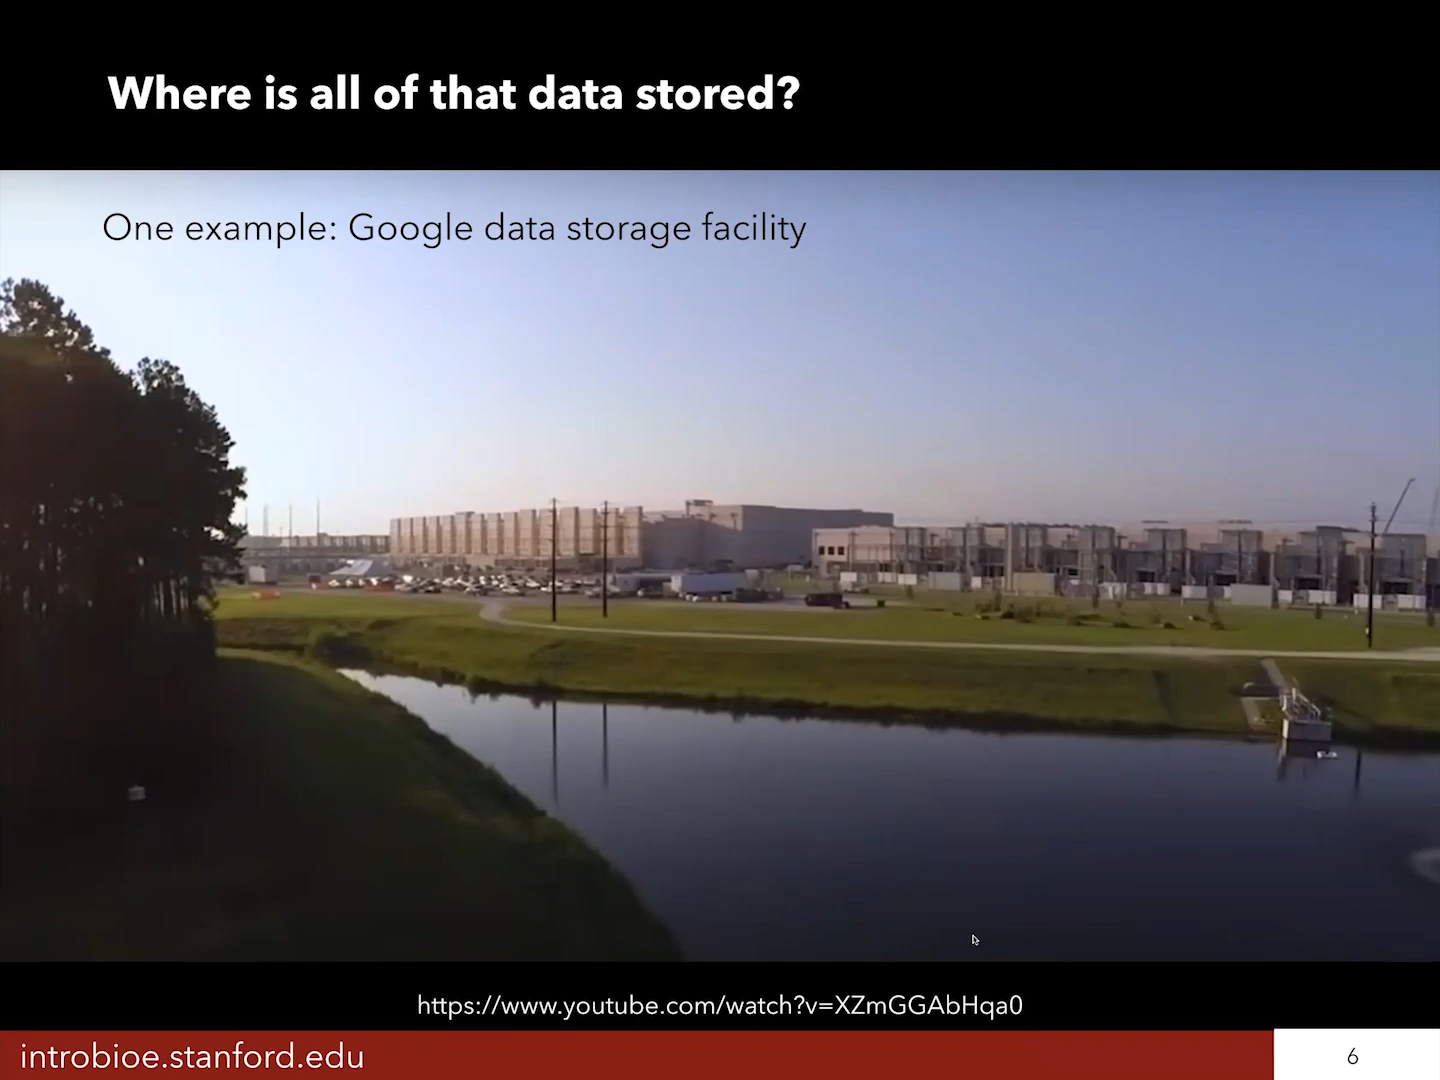 Where is all of that data stored?
One example: Google data storage facility
https://www.youtube.com/watch?v=XZmGGAbHqa0
introbioe.stanford.edu
6